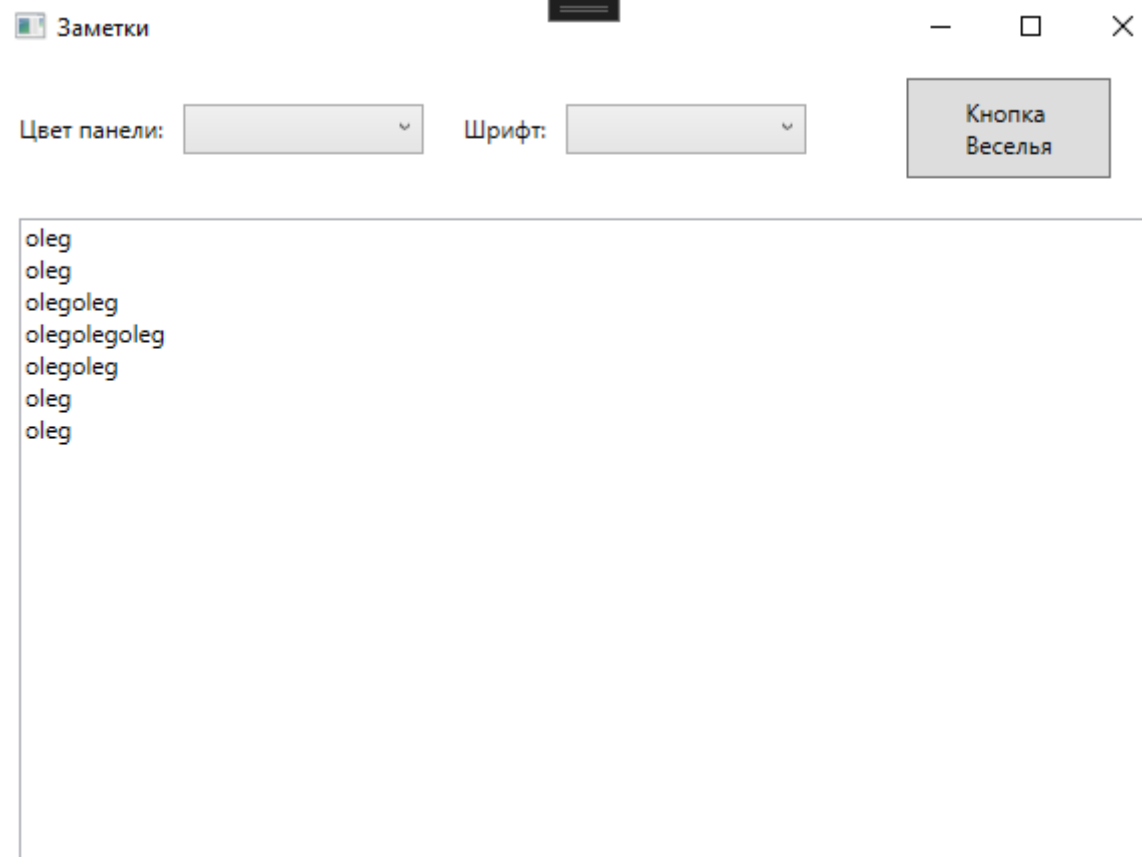 Заметки
Цвет панели:
Шрифт:
Кнопка
Веселья
oleg
oleg
olegoleg
olegolegoleg
olegoleg
oleg
oleg